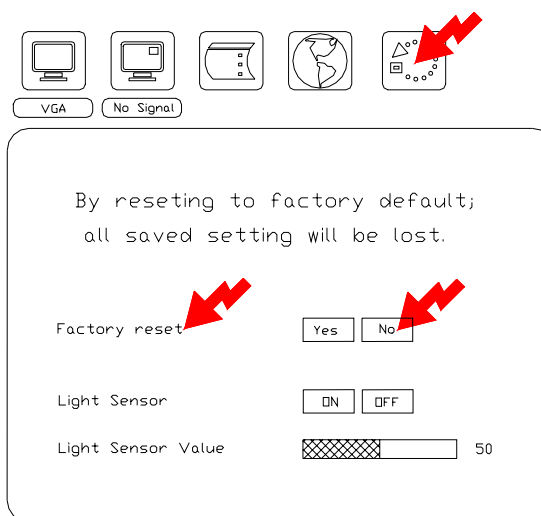 VGA
No Signal
By reseting to factory default;
all saved setting will be lost.
Factory reset Yes No
Light Sensor ON OFF
Light Sensor Value 50